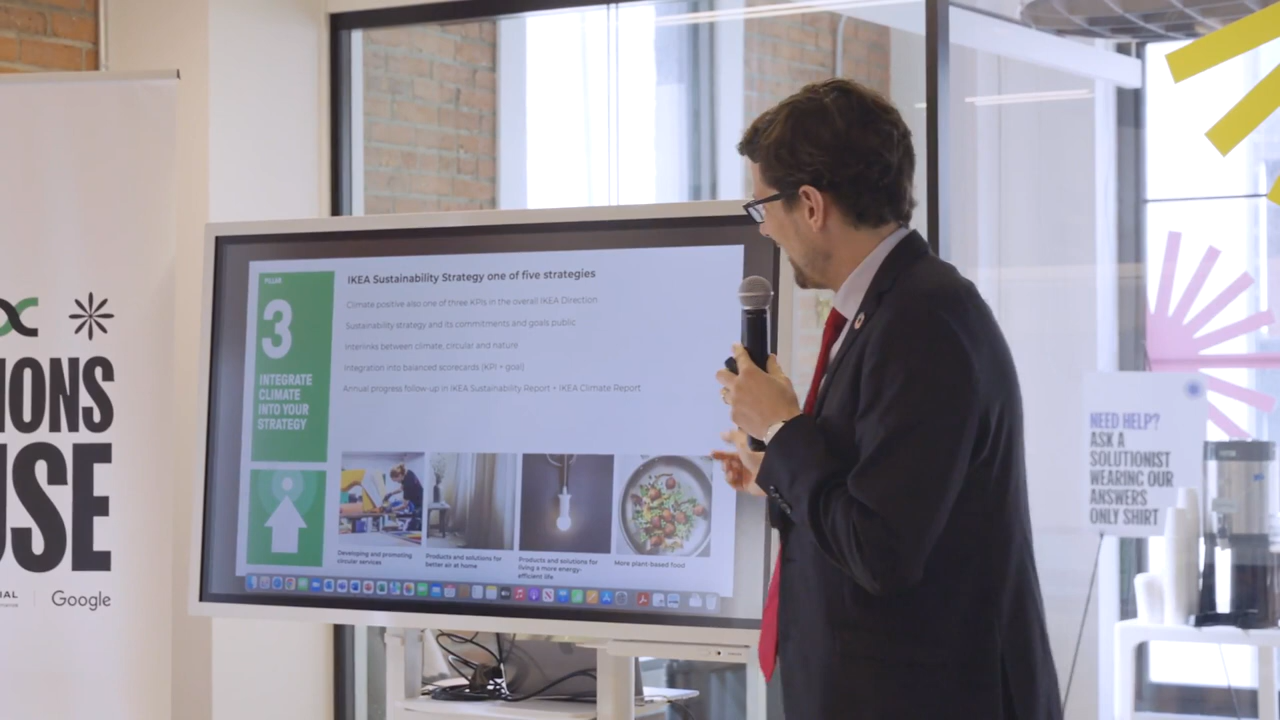 IONS
USE
IAL
Google
PILLAR
3
INTEGRATE
CLIMATE
INTO YOUR
STRATEGY
IKEA Sustainability Strategy one of five strategies
Climate positive also one of three KPIs in the overall IKEA Direction
Sustainability strategy and its commitments and goals public
Interlinks between climate, circular and nature
Integration into balanced scorecards (KPI + goal)
Annual progress follow-up in IKEA Sustainability Report + IKEA Climate Report
Developing and promoting
circular services
Products and solutions for
better air at home
Products and solutions for
living a more energy-
efficient life
More plant-based food
NEED HELP?
ASK A
SOLUTIONIST
WEARING OUR
ANSWERS
ONLY SHIRT